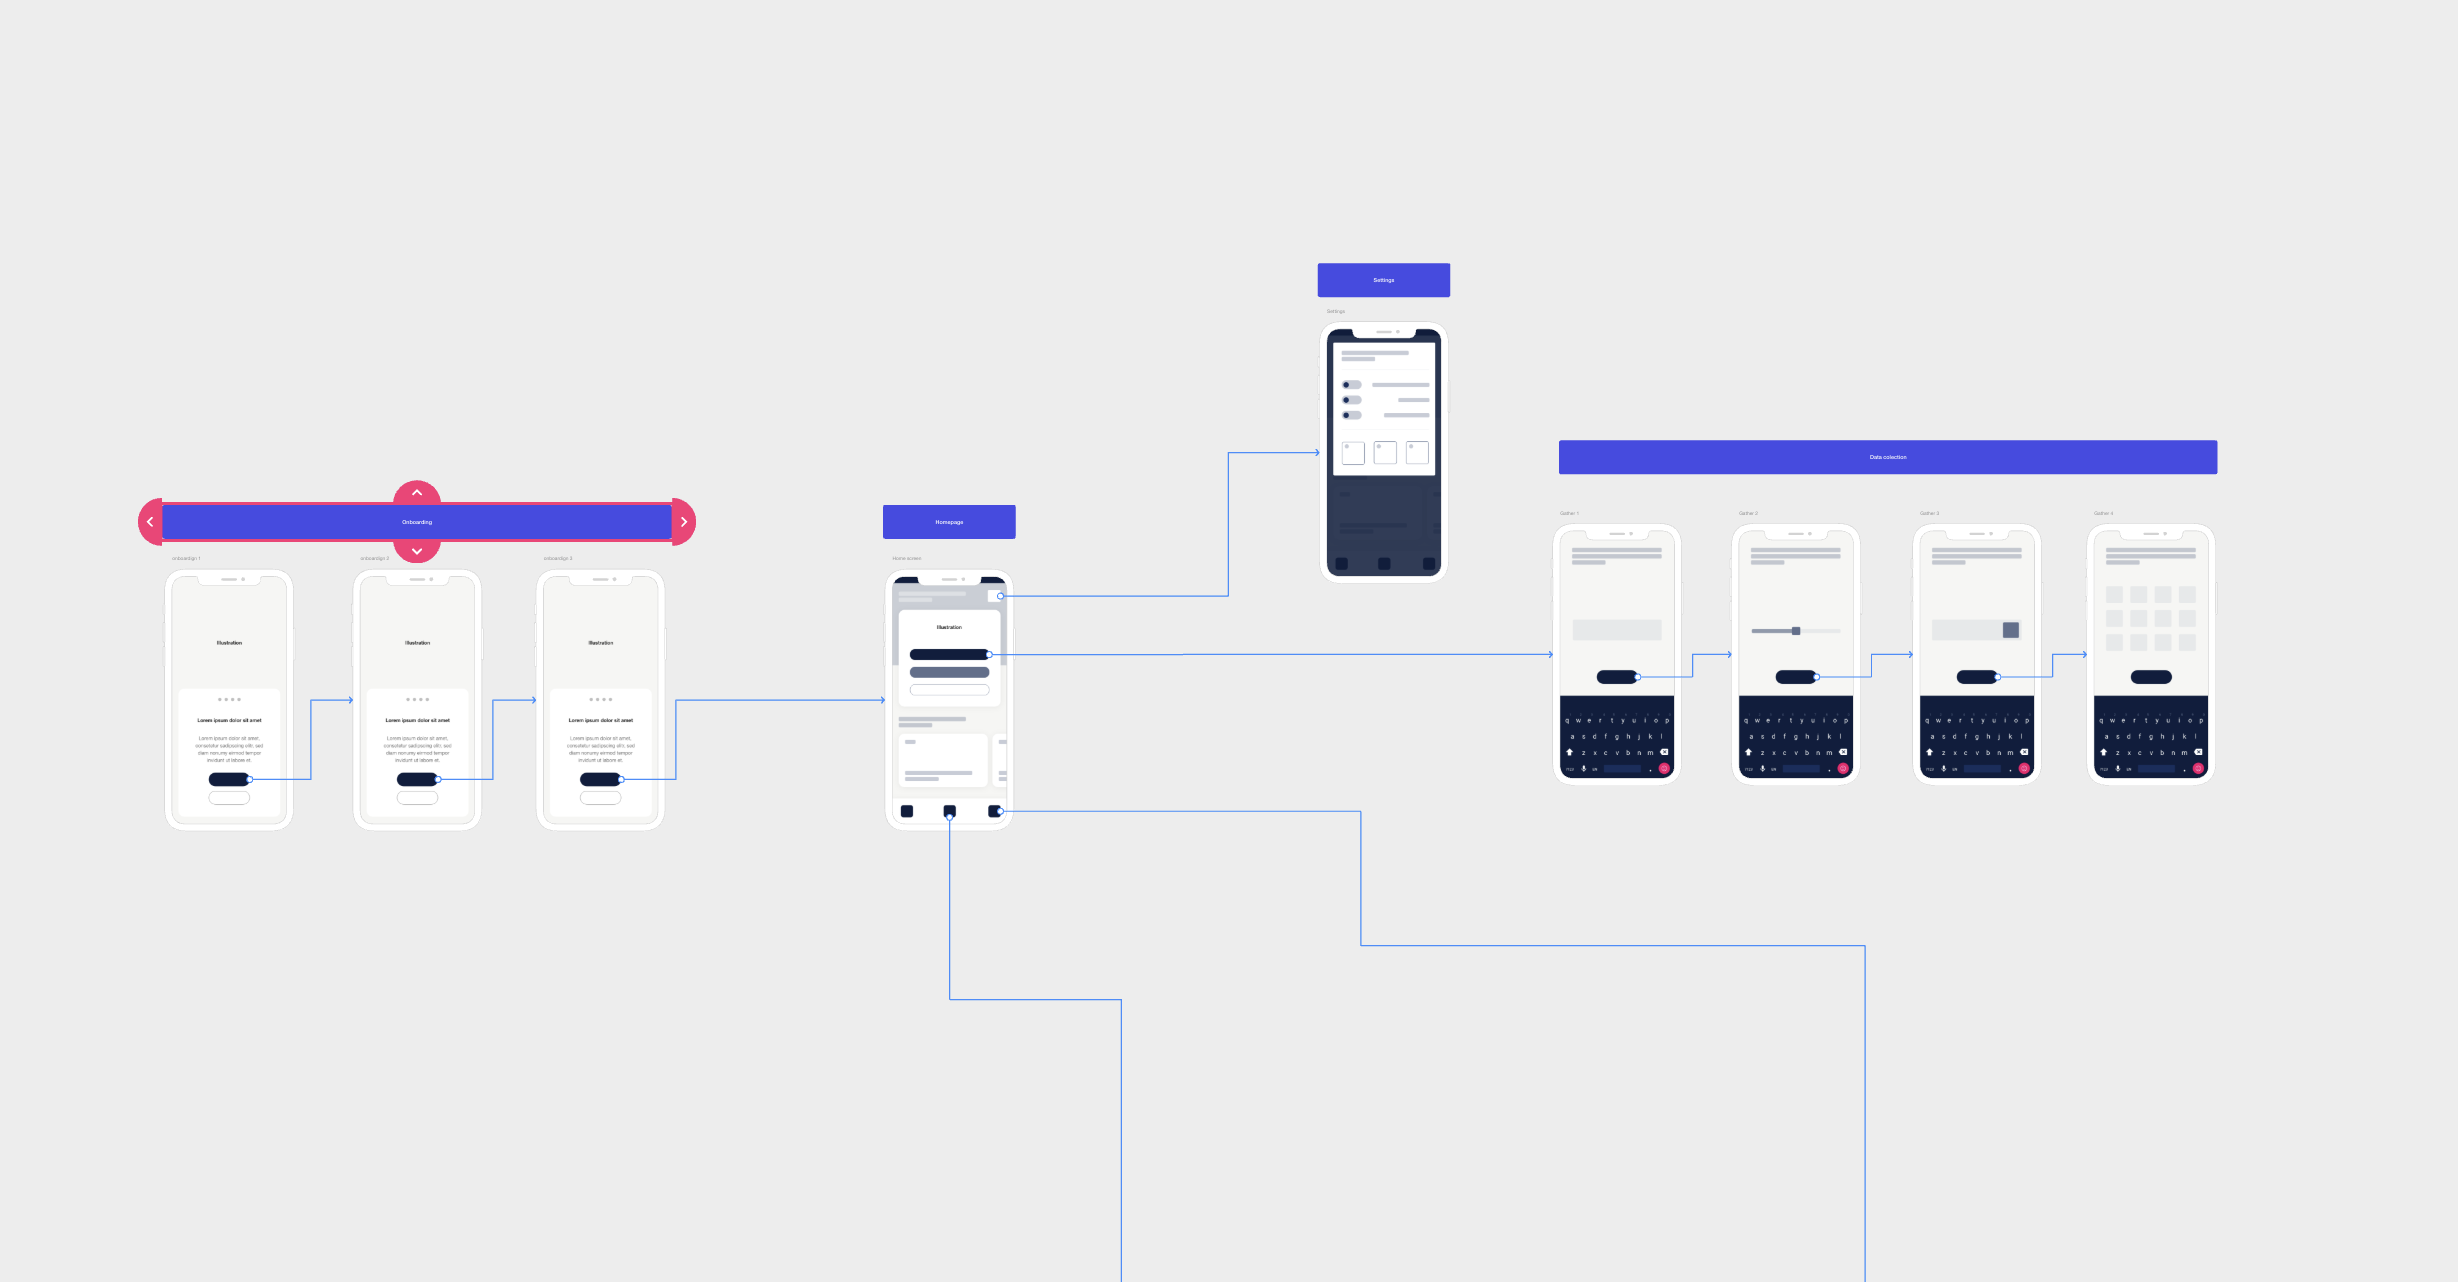 Settings
Settings
Data colection
Onboarding
Homepage
Gather 1
Gather 2
Gather 3
Gather 4
onboardign 1
onboardign 2
onboardign 3
Home screen
Illustration
Lorem ipsum dolor sit amet
Lorem ipsum dolor sit amet,
consetetur sadipscing elitr, sed
diam nonumy eirmod tempor
invidunt ut labore et.
Illustration
Lorem ipsum dolor sit amet
Lorem ipsum dolor sit amet,
consetetur sadipscing elitr, sed
diam nonumy eirmod tempor
invidunt ut labore et.
Illustration
Lorem ipsum dolor sit amet
Lorem ipsum dolor sit amet,
consetetur sadipscing elitr, sed
diam nonumy eirmod tempor
invidunt ut labore et.
Illustration
q w e r t y u i o p
a s d f g h j k l
z x c v b n m
q w e r t y u i o p
a s d f g h j k l
z x c v b n m
q w e r t y u i o p
a s d f g h j k l
z x c v b n m
q w e r t y u i o p
a s d f g h j k l
z x c v b n m